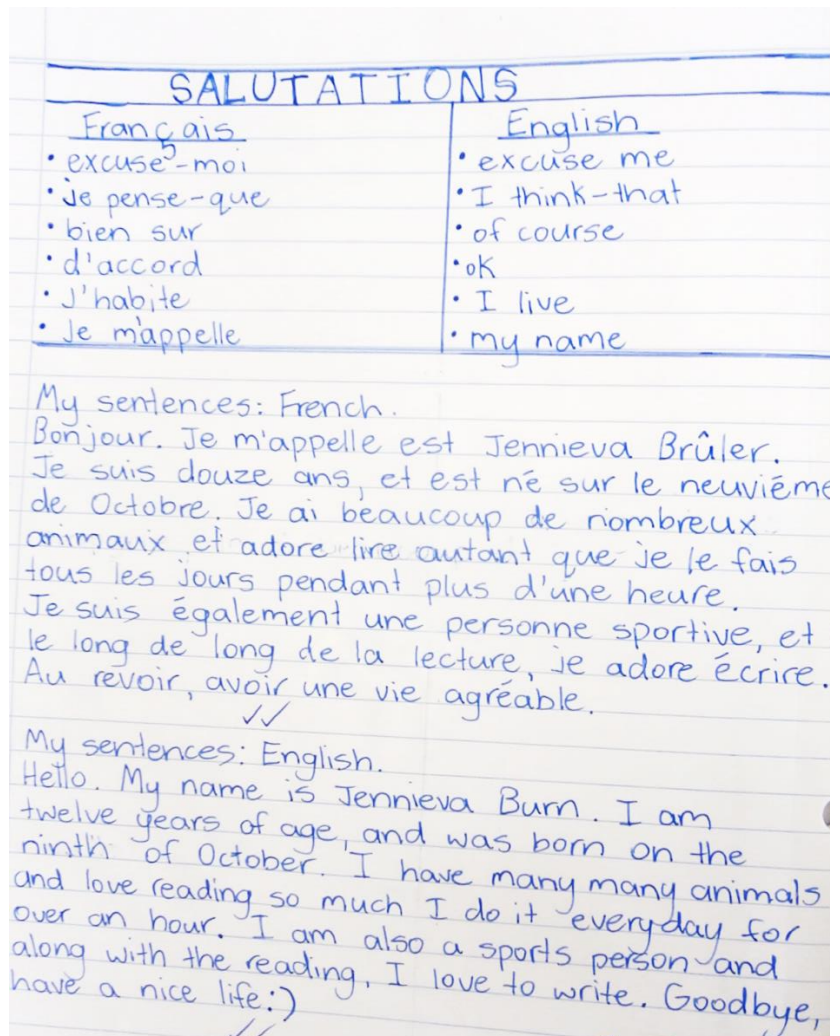 SALUTATIONS
Français English
• excuse5-moi • excuse me
• je pense-que • I think-that
• bien sur • of course
• d'accord • ok
• J'habite • I live
• Je m'appelle • my name
My sentences: French.
Bonjour. Je m'appelle est Jennieva Brûler.
Je suis douze ans, et est né sur le neuviéme
de Octobre. Je ai beaucoup de nombreux
animaux et adore lire autant que je le fais
tous les jours pendant plus d'une heure.
Je suis également une personne sportive, et
le long de long de la lecture, je adore écrire.
Au revoir, avoir une vie agréable.
✓✓
My sentences: English.
Hello. My name is Jennieva Burn. I am
twelve years of age, and was born on the
ninth of October. I have many many animals
and love reading so much I do it everyday for
over an hour. I am also a sports person and
along with the reading, I love to write. Goodbye,
have a nice life:)
✓✓